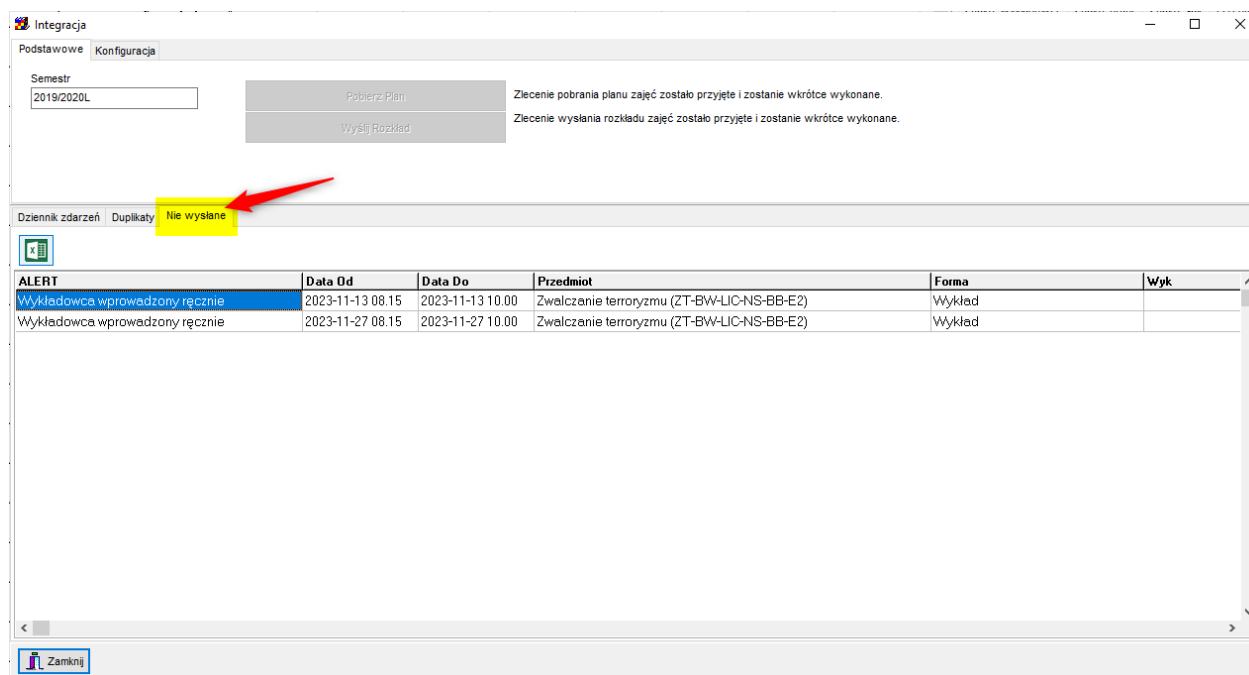 Integracja
Podstawowe Konfiguracja
Semestr
2019/2020L
Pobierz Plan
Zlecenie pobrania planu zajęć zostało przyjęte i zostanie wkrótce wykonane.
Wyślij Rozkład
Zlecenie wysłania rozkładu zajęć zostało przyjęte i zostanie wkrótce wykonane.
Dziennik zdarzeń Duplikaty Nie wysłane
ALERT Data Od Data Do Przedmiot Forma Wyk
Wykładowca wprowadzony ręcznie 2023-11-13 08.15 2023-11-13 10.00 Zwalczanie terroryzmu (ZT-BW-LIC-NS-BB-E2) Wykład
Wykładowca wprowadzony ręcznie 2023-11-27 08.15 2023-11-27 10.00 Zwalczanie terroryzmu (ZT-BW-LIC-NS-BB-E2) Wykład
Zamknij